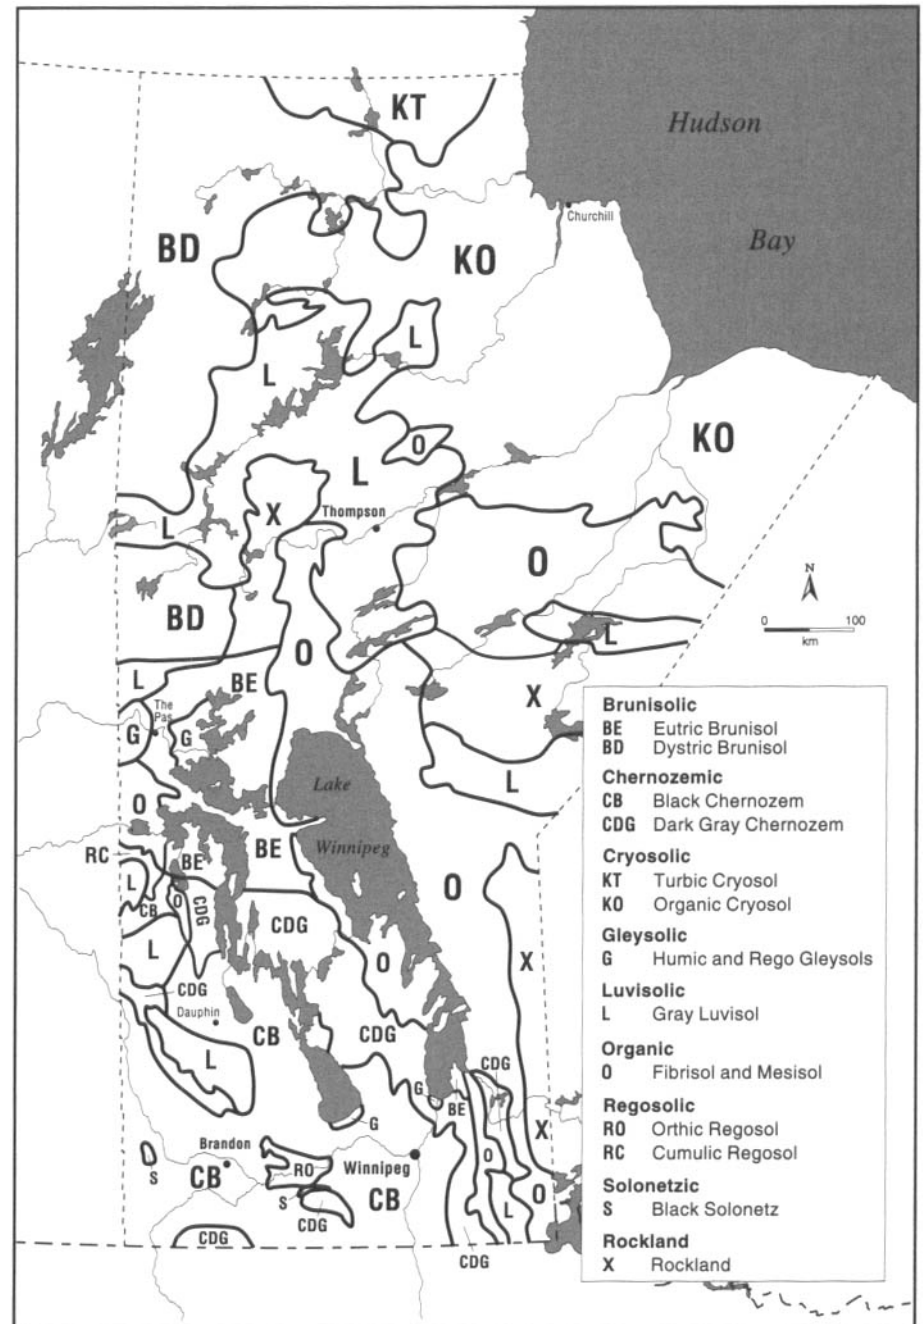 KT
Hudson
Churchill
BD
KO
Bay
L
L
KO
O
L
X
Thompson
L
O
N
BD
0 100
km
O
L
L
BE
X
The
Pas
G
G
Lake
L
O
Winnipeg
RC
BE
BE
L
O
CB
O
CDG
CDG
L
O
X
CDG
Dauphin
CB
CDG
L
CDG
G
BE
G
X
Brandon
S
CB
RO
Winnipeg
O
S
CDG
CB
L
O
CDG
CDG
Brunisolic
BE Eutric Brunisol
BD Dystric Brunisol
Chernozemic
CB Black Chernozem
CDG Dark Gray Chernozem
Cryosolic
KT Turbic Cryosol
KO Organic Cryosol
Gleysolic
G Humic and Rego Gleysols
Luvisolic
L Gray Luvisol
Organic
O Fibrisol and Mesisol
Regosolic
RO Orthic Regosol
RC Cumulic Regosol
Solonetzic
S Black Solonetz
Rockland
X Rockland